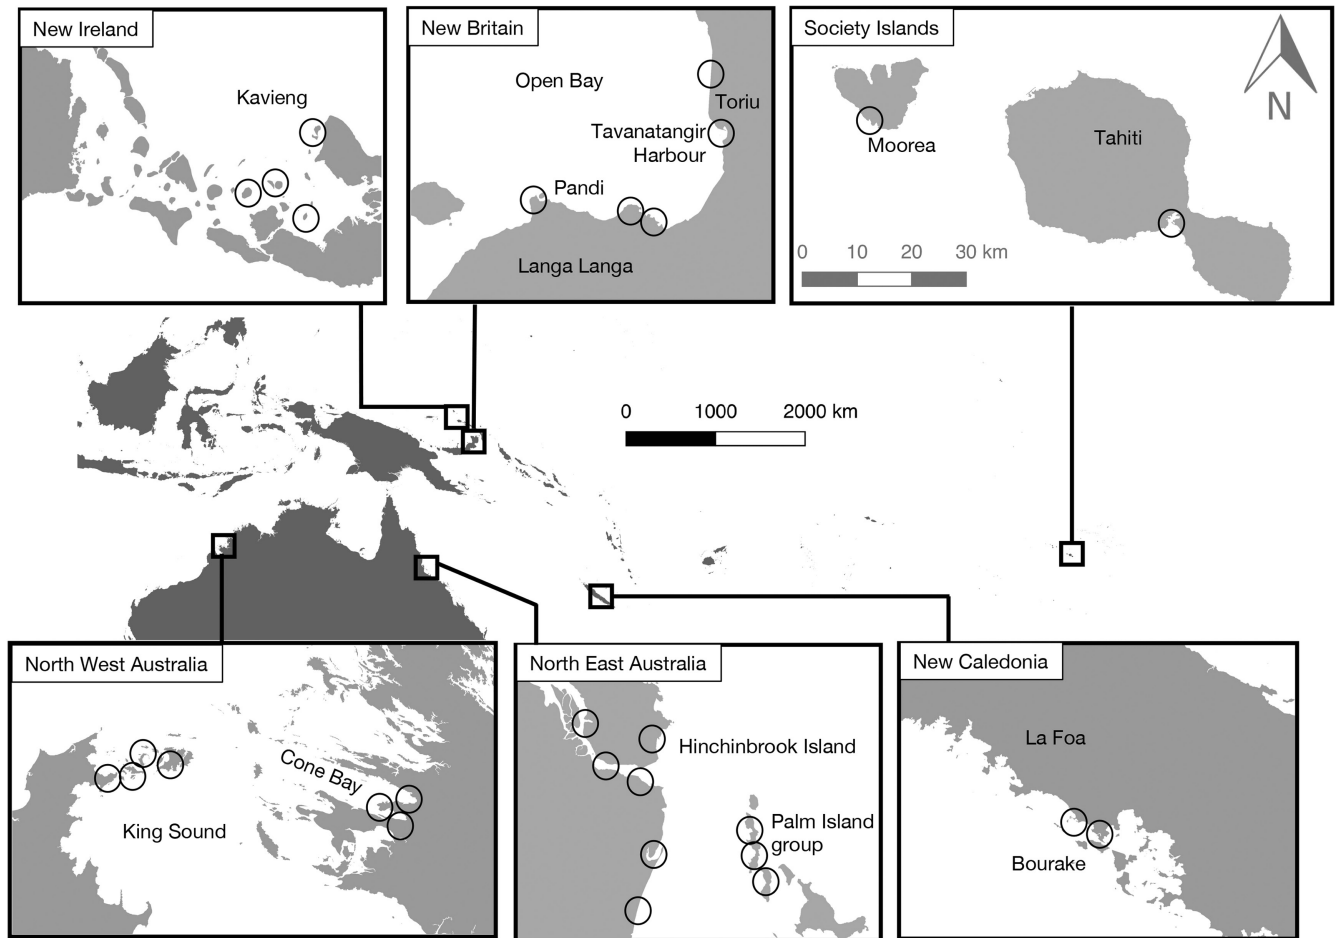 New Ireland
Kavieng
New Britain
Open Bay
Toriu
Tavanatangir
Harbour
Pandi
Langa Langa
Society Islands
N
Moorea
Tahiti
0 10 20 30 km
0 1000 2000 km
North West Australia
Cone Bay
King Sound
North East Australia
Hinchinbrook Island
Palm Island
group
New Caledonia
La Foa
Bourake